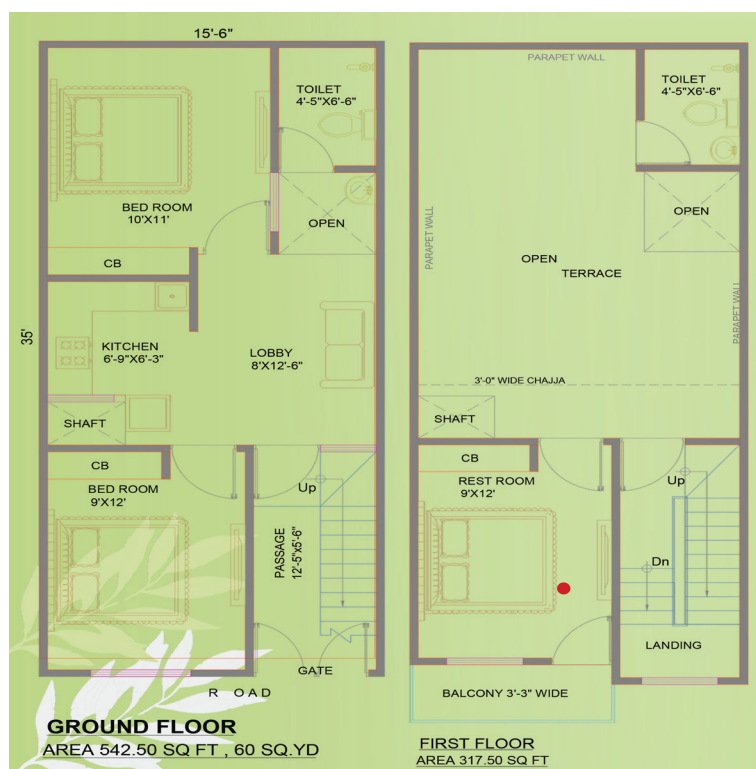 15'-6"
TOILET
4'-5"X6'-6"
BED ROOM
10'X11'
OPEN
CB
35'
KITCHEN
6'-9"X6'-3"
LOBBY
8'X12'-6"
SHAFT
CB
BED ROOM
9'X12'
Up
PASSAGE
12'-5"x5'-6"
GATE
R OAD
GROUND FLOOR
AREA 542.50 SQ FT , 60 SQ.YD
PARAPET WALL
TOILET
4'-5"X6'-6"
PARAPET WALL
OPEN
OPEN
TERRACE
PARAPET WALL
3'-0" WIDE CHAJJA
SHAFT
CB
REST ROOM
9'X12'
Up
Dn
LANDING
BALCONY 3'-3" WIDE
FIRST FLOOR
AREA 317.50 SQ FT